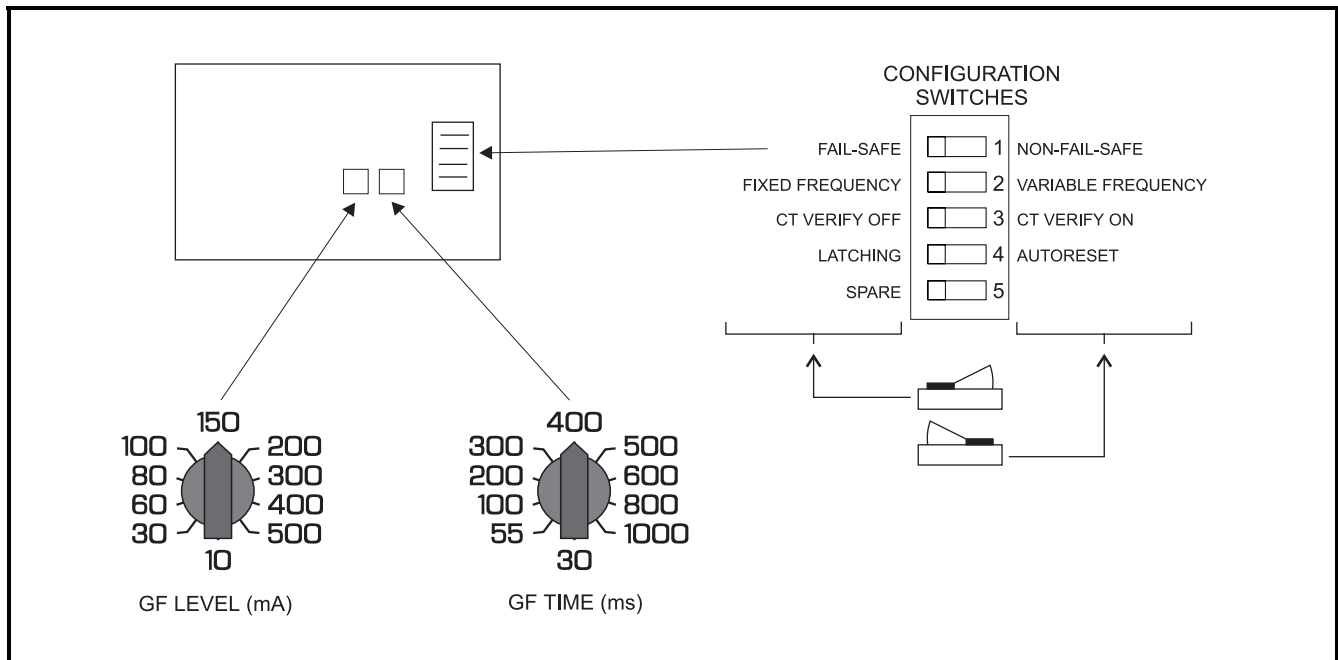 CONFIGURATION
SWITCHES
FAIL-SAFE 1 NON-FAIL-SAFE
FIXED FREQUENCY 2 VARIABLE FREQUENCY
CT VERIFY OFF 3 CT VERIFY ON
LATCHING 4 AUTORESET
SPARE 5
150
100 200
80 300
60 400
30 500
10
GF LEVEL (mA)
400
300 500
200 600
100 800
55 1000
30
GF TIME (ms)